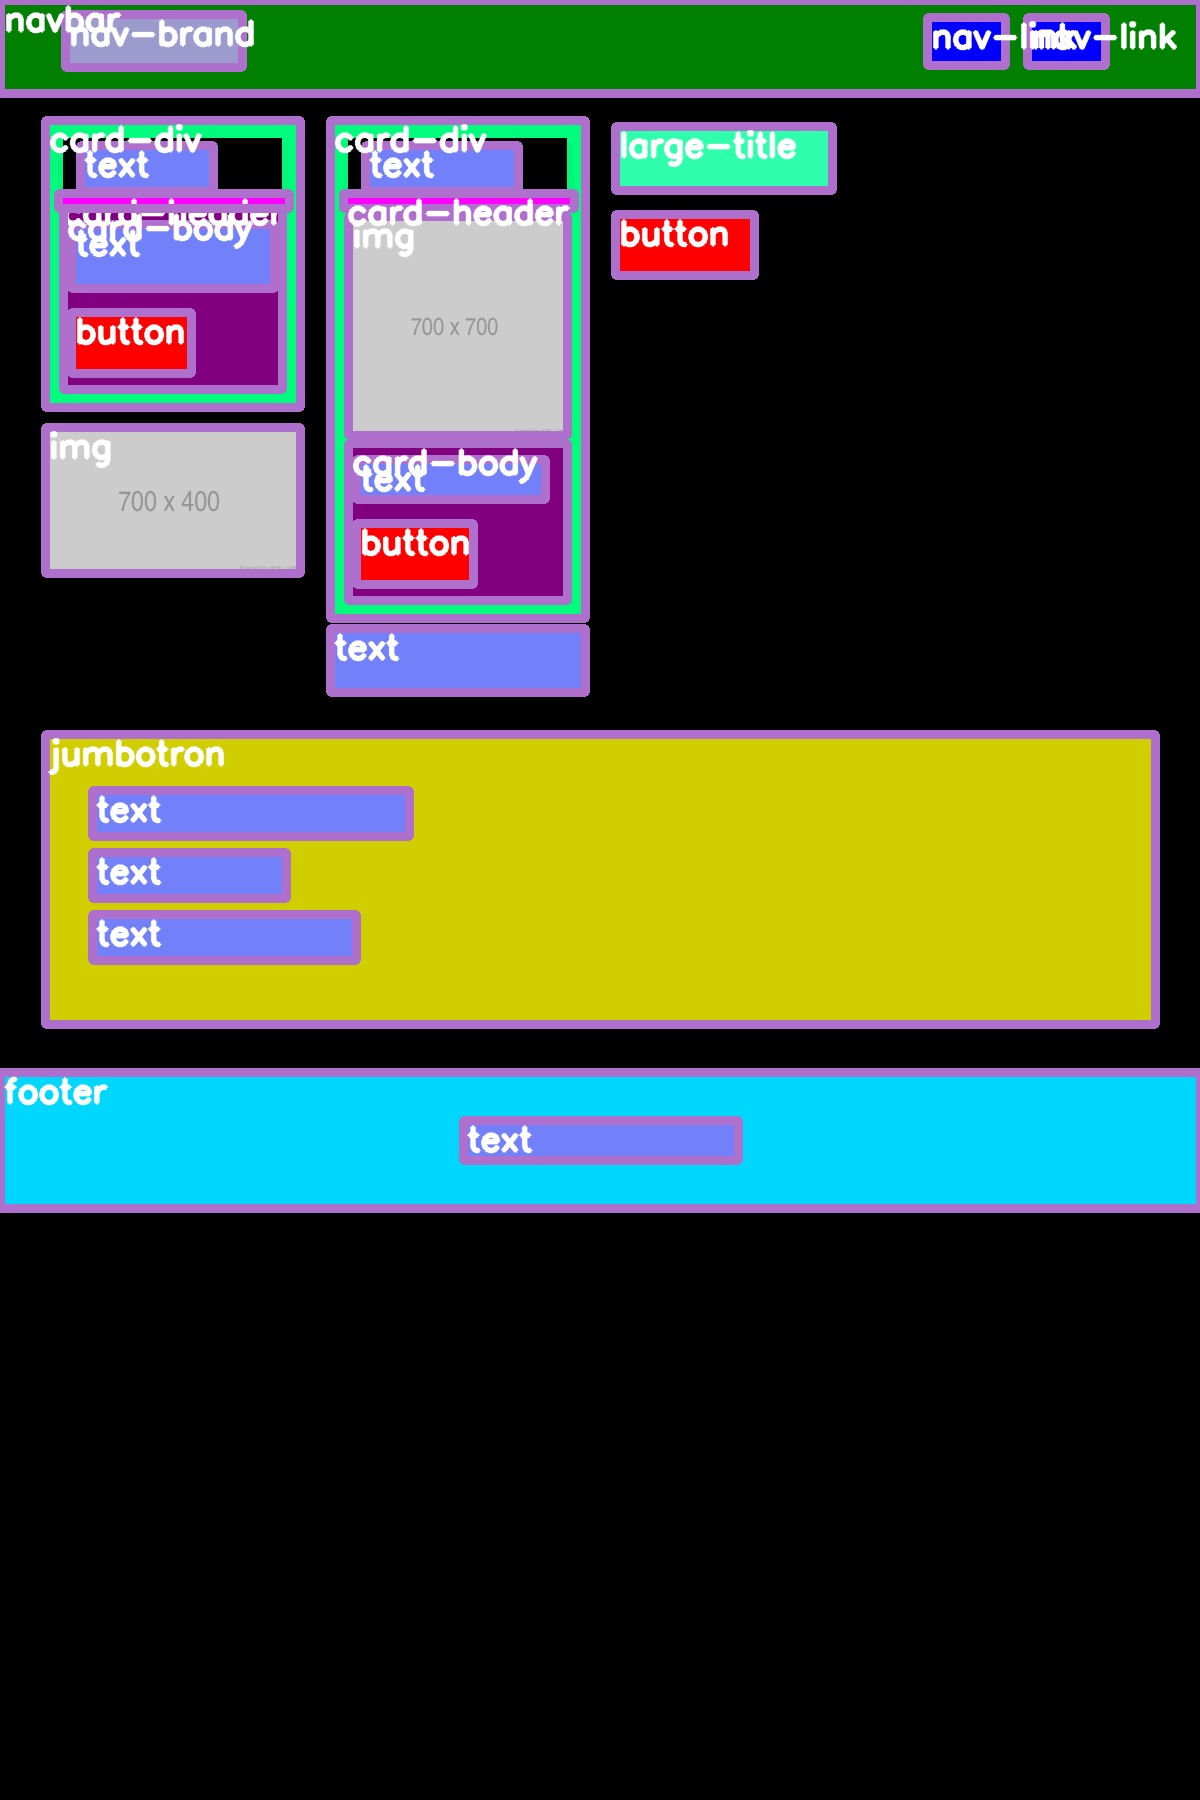 navbar
nav-brand
nav-link
nav-link
card-div
text
card-header
card-body
text
button
img
700 x 400
card-div
text
card-header
img
700 x 700
card-body
text
button
text
large-title
button
jumbotron
text
text
text
footer
text